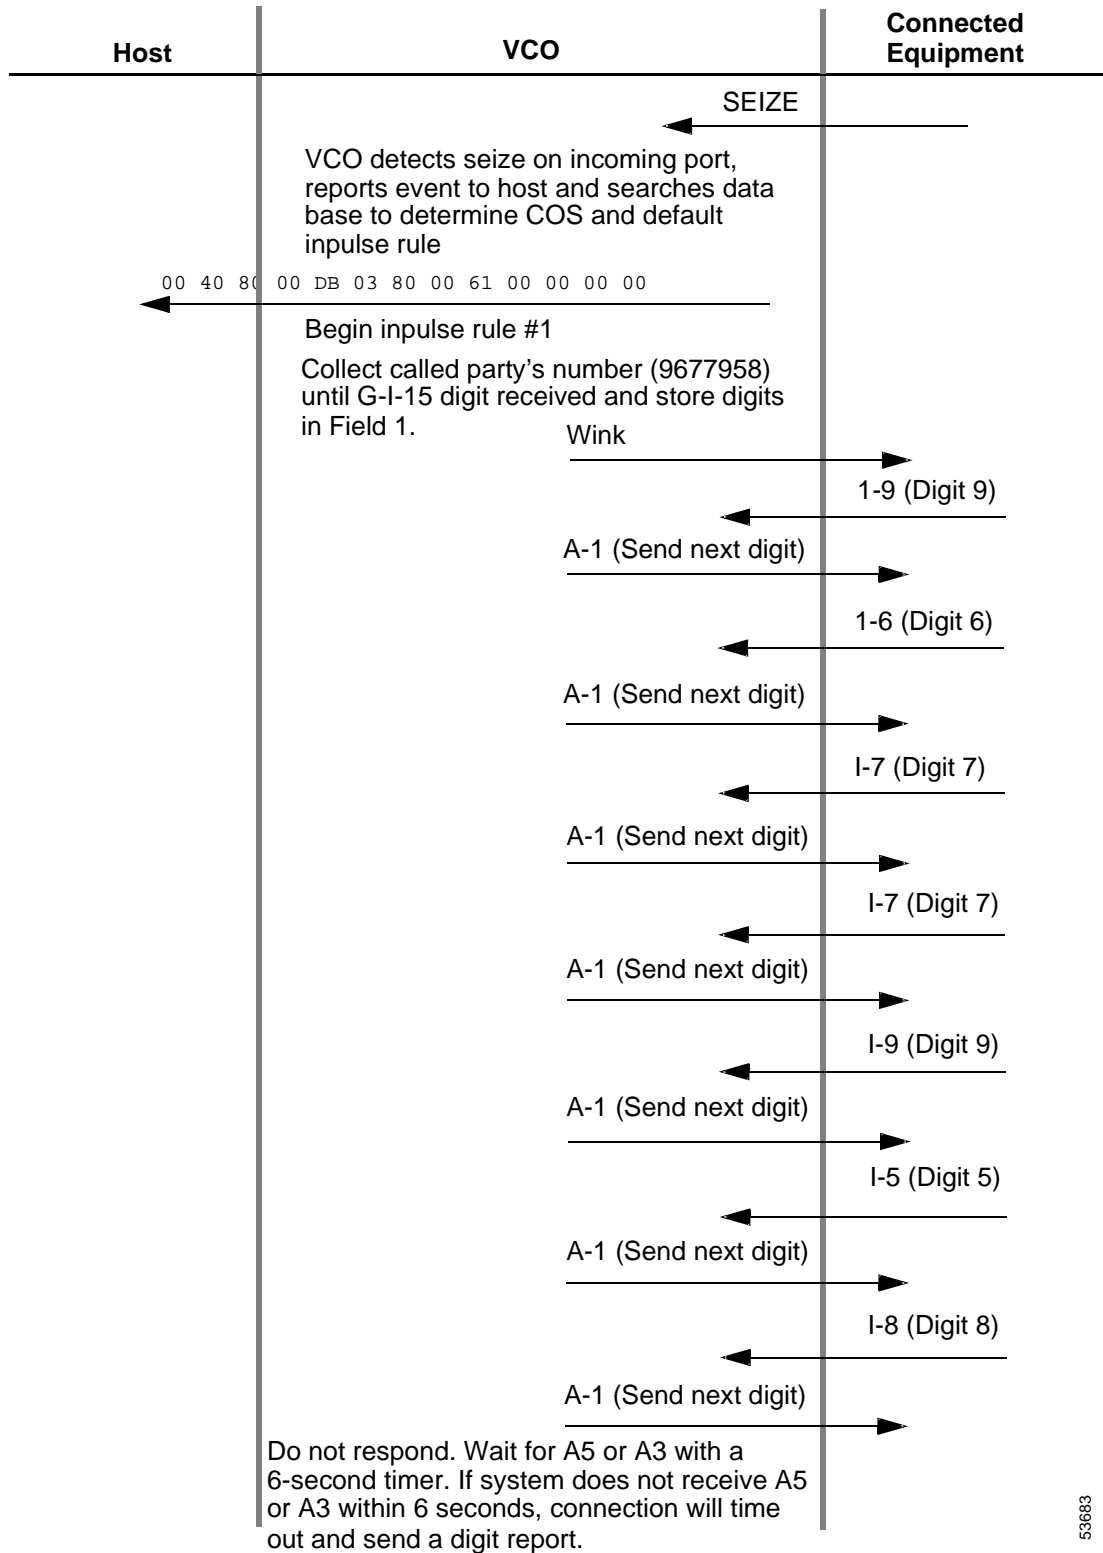 Host
VCO
Connected
Equipment
SEIZE
VCO detects seize on incoming port,
reports event to host and searches data
base to determine COS and default
inpulse rule
00 40 80 00 DB 03 80 00 61 00 00 00 00
Begin inpulse rule #1
Collect called party’s number (9677958)
until G-I-15 digit received and store digits
in Field 1.
Wink
1-9 (Digit 9)
A-1 (Send next digit)
1-6 (Digit 6)
A-1 (Send next digit)
I-7 (Digit 7)
A-1 (Send next digit)
I-7 (Digit 7)
A-1 (Send next digit)
I-9 (Digit 9)
A-1 (Send next digit)
I-5 (Digit 5)
A-1 (Send next digit)
I-8 (Digit 8)
A-1 (Send next digit)
Do not respond. Wait for A5 or A3 with a
6-second timer. If system does not receive A5
or A3 within 6 seconds, connection will time
out and send a digit report.
53683